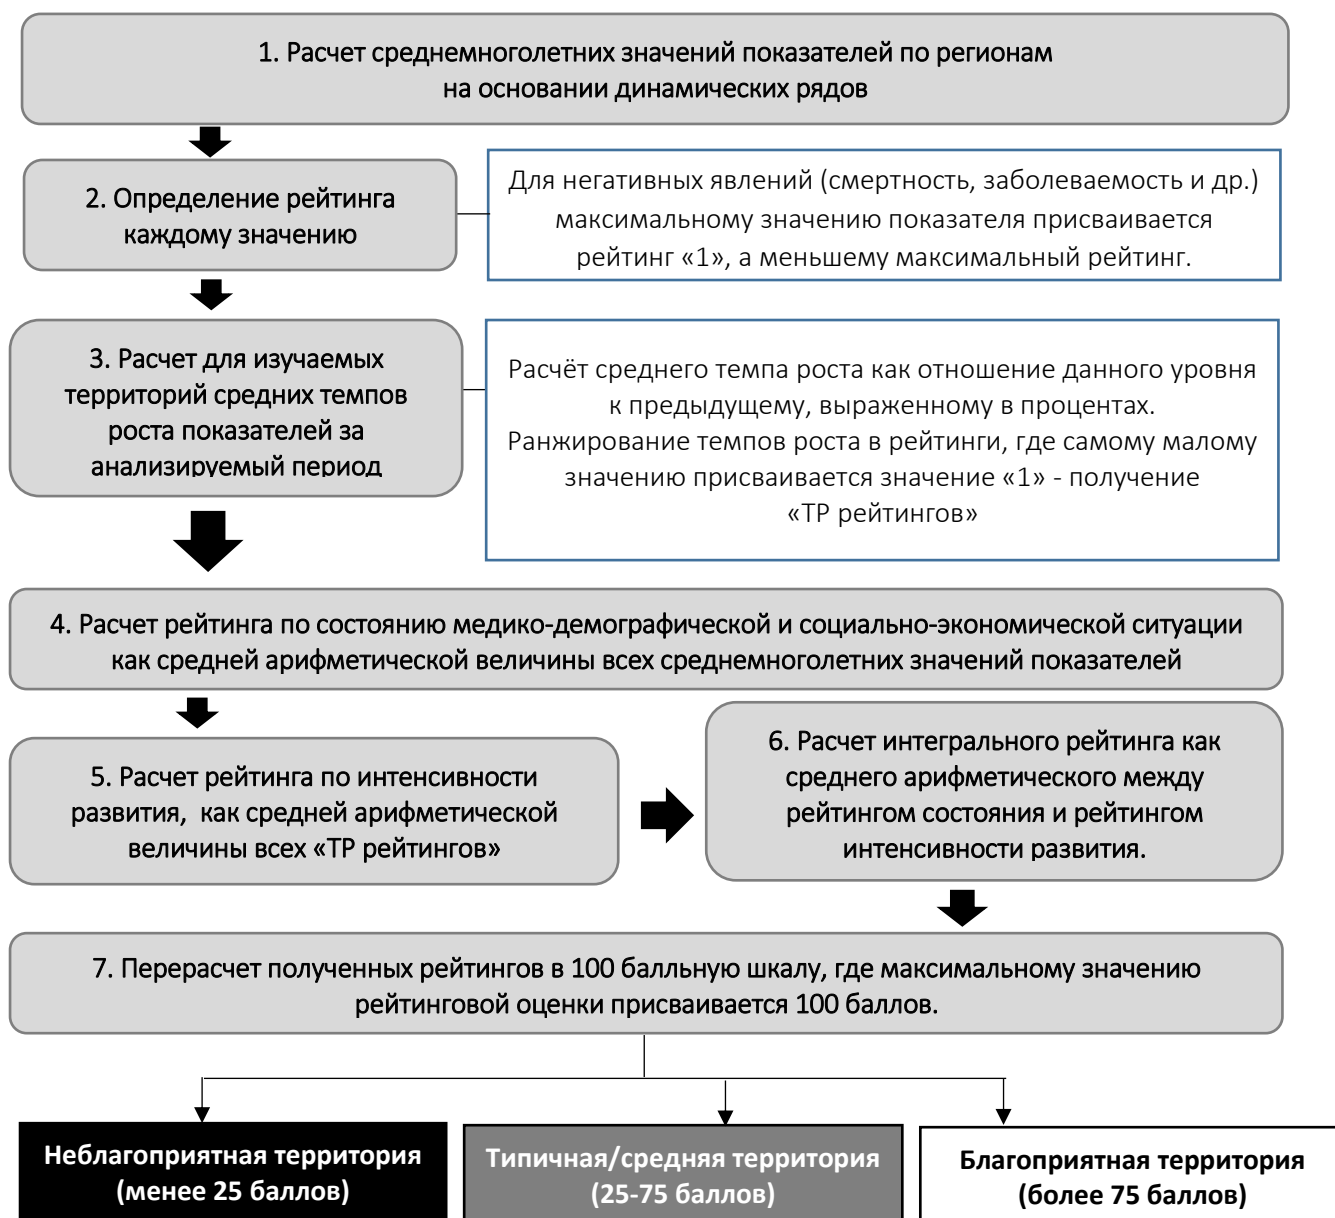 1. Расчет среднемноголетних значений показателей по регионам
на основании динамических рядов
2. Определение рейтинга
каждому значению
Для негативных явлений (смертность, заболеваемость и др.)
максимальному значению показателя присваивается
рейтинг «1», а меньшему максимальный рейтинг.
3. Расчет для изучаемых
территорий средних темпов
роста показателей за
анализируемый период
Расчёт среднего темпа роста как отношение данного уровня
к предыдущему, выраженному в процентах.
Ранжирование темпов роста в рейтинги, где самому малому
значению присваивается значение «1» - получение
«ТР рейтингов»
4. Расчет рейтинга по состоянию медико-демографической и социально-экономической ситуации
как средней арифметической величины всех среднемноголетних значений показателей
5. Расчет рейтинга по интенсивности
развития, как средней арифметической
величины всех «ТР рейтингов»
6. Расчет интегрального рейтинга как
среднего арифметического между
рейтингом состояния и рейтингом
интенсивности развития.
7. Перерасчет полученных рейтингов в 100 балльную шкалу, где максимальному значению
рейтинговой оценки присваивается 100 баллов.
Неблагоприятная территория
(менее 25 баллов)
Типичная/средняя территория
(25-75 баллов)
Благоприятная территория
(более 75 баллов)